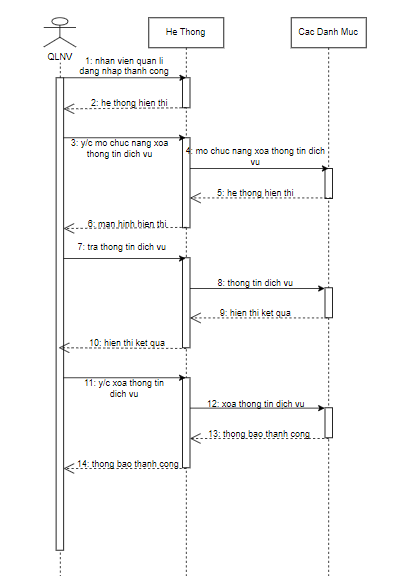 He Thong
Cac Danh Muc
QLNV
1: nhan vien quan li
dang nhap thanh cong
2: he thong hien thi
3: y/c mo chuc nang xoa
thong tin dich vu
4: mo chuc nang xoa thong tin dich
vu
5: he thong hien thi
6: man hinh hien thi
7: tra thong tin dich vu
8: thong tin dich vu
9: hien thi ket qua
10: hien thi ket qua
11: y/c xoa thong tin
dich vu
12: xoa thong tin dich vu
13: thong bao thanh cong
14: thong bao thanh cong